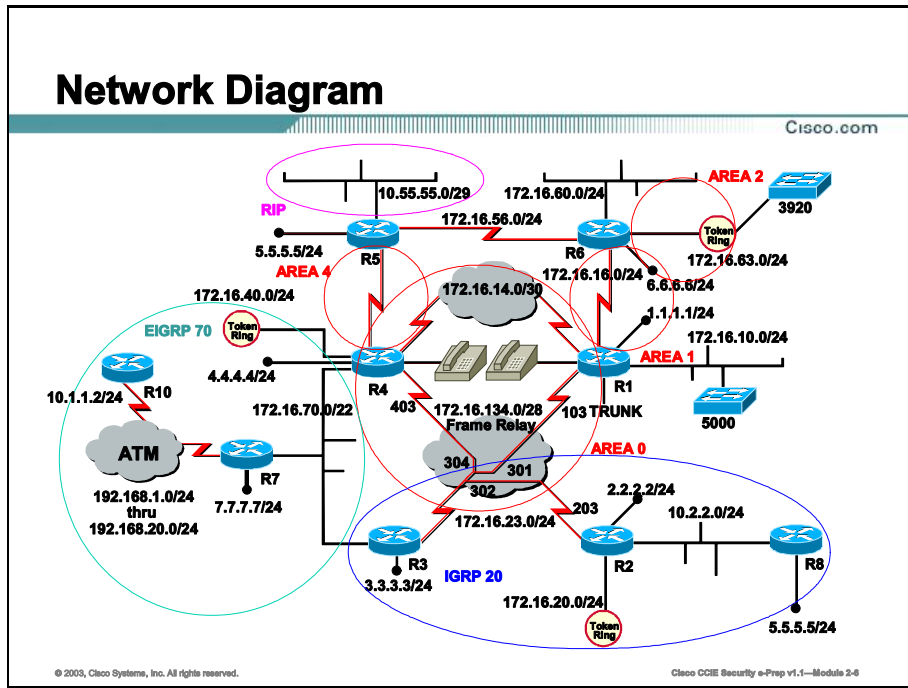 Network Diagram
Cisco.com
AREA 2
10.55.55.0/29
172.16.60.0/24
3920
RIP
172.16.56.0/24
Token
Ring
5.5.5.5/24
R5
R6
172.16.63.0/24
AREA 4
172.16.16.0/24
6.6.6.6/24
172.16.40.0/24
172.16.14.0/30
1.1.1.1/24
EIGRP 70
Token
Ring
172.16.10.0/24
AREA 1
R10
4.4.4.4/24
R4
R1
10.1.1.2/24
172.16.70.0/22
403
172.16.134.0/28
103
TRUNK
5000
Frame Relay
ATM
AREA 0
304
301
R7
302
2.2.2.2/24
192.168.1.0/24
thru
192.168.20.0/24
7.7.7.7/24
203
172.16.23.0/24
10.2.2.0/24
R3
R2
R8
IGRP 20
3.3.3.3/24
172.16.20.0/24
Token
Ring
5.5.5.5/24
© 2003, Cisco Systems, Inc. All rights reserved.
Cisco CCIE Security e-Prep v1.1—Module 2-6